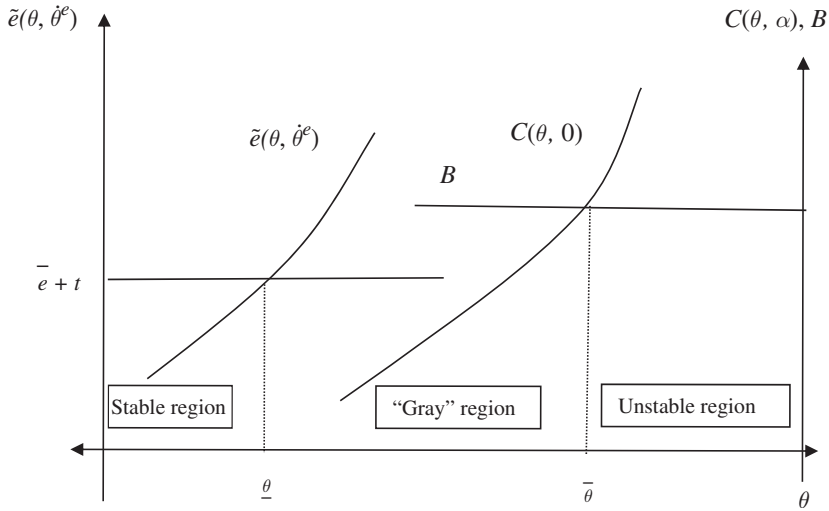 ẽ(θ, θ̇ᵉ)
C(θ, α), B
ẽ(θ, θ̇ᵉ)
C(θ, 0)
B
e̅ + t
Stable region
“Gray” region
Unstable region
θ̲
θ̅
θ